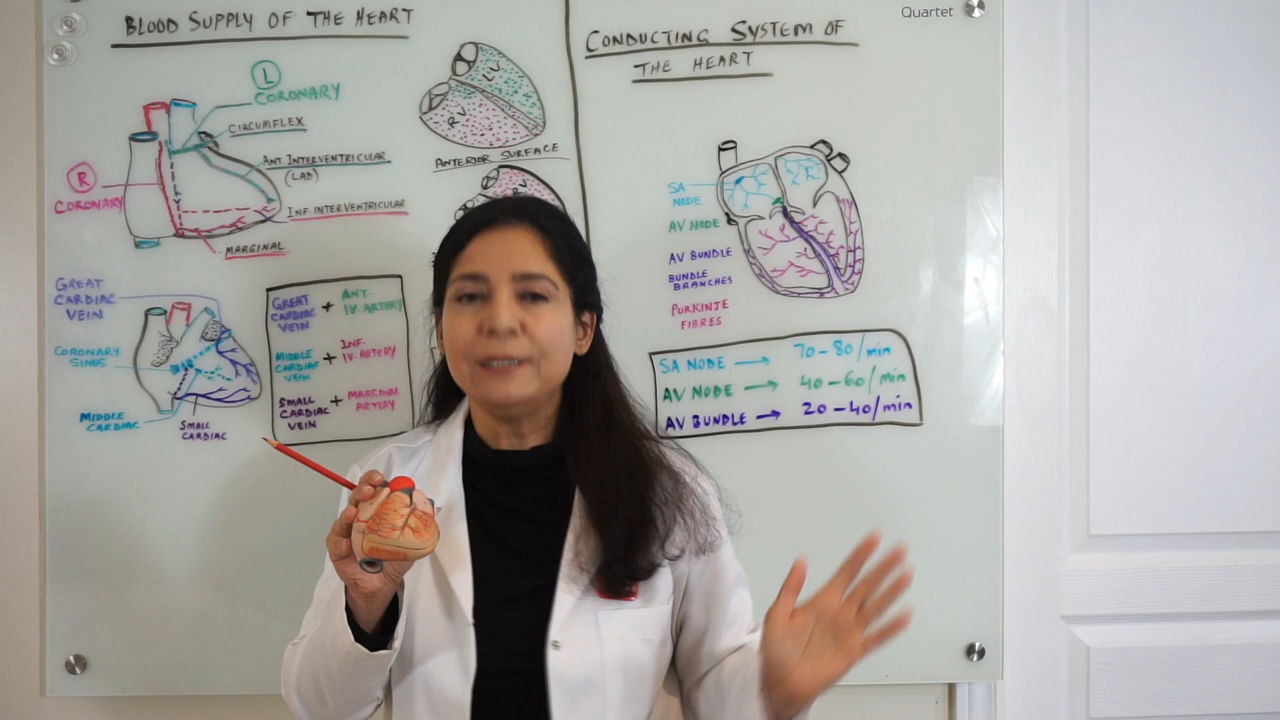 BLOOD SUPPLY OF THE HEART
L
CORONARY
CIRCUMFLEX
ANT. INTERVENTRICULAR
(LAD)
R
CORONARY
INF. INTERVENTRICULAR
MARGINAL
LV
RV
ANTERIOR SURFACE
RV
GREAT
CARDIAC
VEIN
CORONARY
SINUS
MIDDLE
CARDIAC
SMALL
CARDIAC
GREAT
CARDIAC
VEIN
+
ANT.
IV. ARTERY
MIDDLE
CARDIAC
VEIN
+
INF-
IV. ARTERY
SMALL
CARDIAC
VEIN
+
MARGINAL
ARTERY
Quartet
CONDUCTING SYSTEM OF
THE HEART
SA
NODE
AV NODE
AV BUNDLE
BUNDLE
BRANCHES
PURKINJE
FIBRES
SA NODE → 70-80/min
AV NODE → 40-60/min
AV BUNDLE → 20-40/min